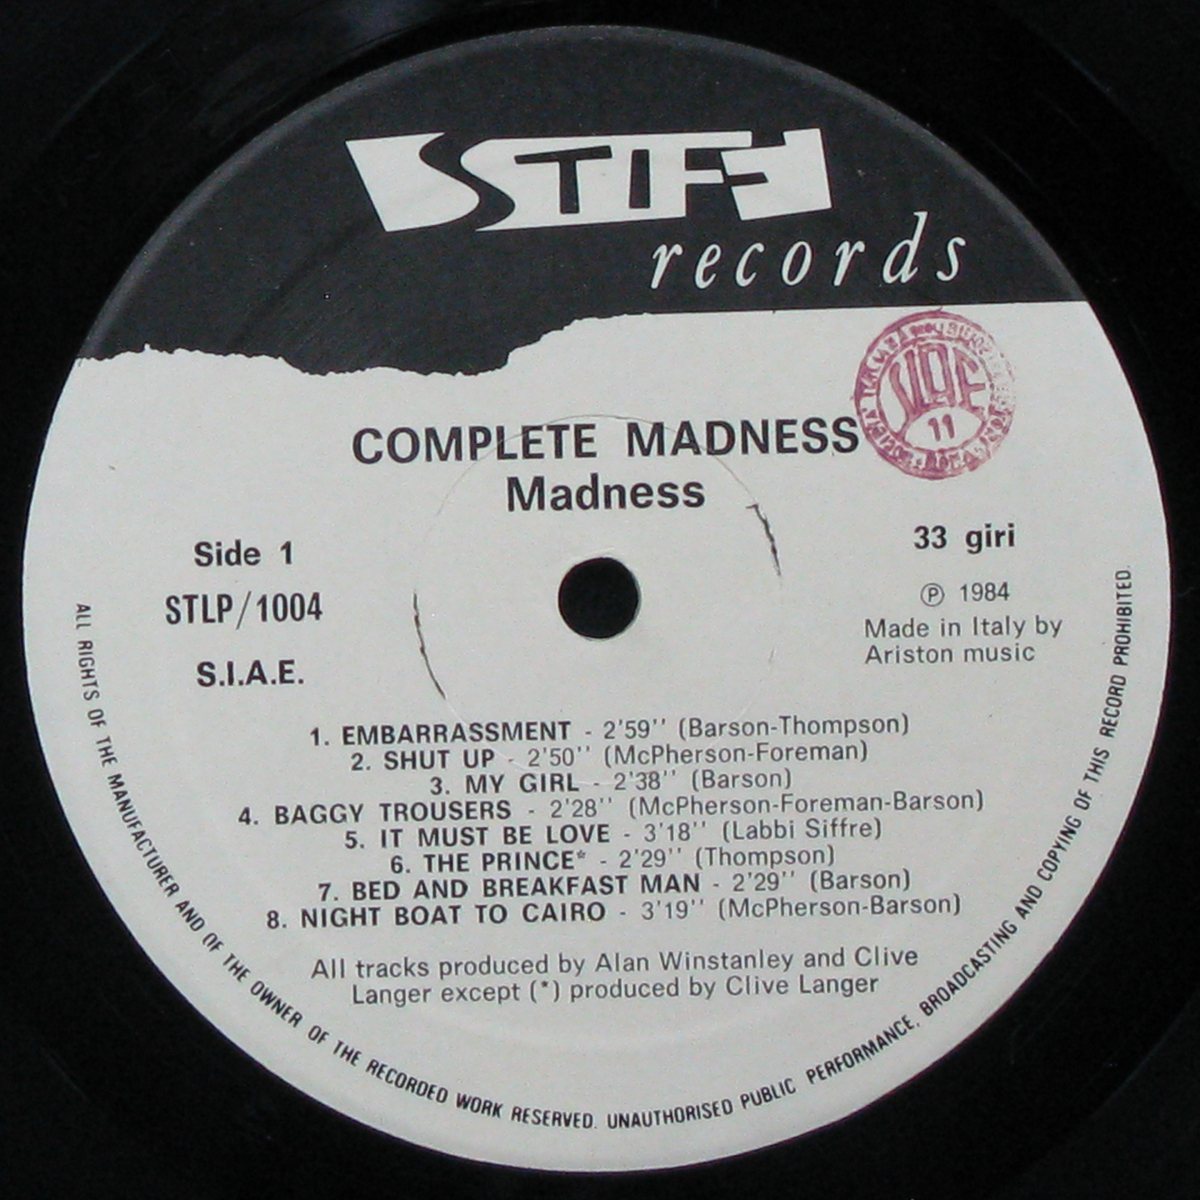 STIFF
records
COMPLETE MADNESS
Madness
SIAE
11
ROMA
Side 1
STLP/1004
S.I.A.E.
33 giri
℗ 1984
Made in Italy by
Ariston music
1. EMBARRASSMENT - 2'59'' (Barson-Thompson)
2. SHUT UP - 2'50'' (McPherson-Foreman)
3. MY GIRL - 2'38'' (Barson)
4. BAGGY TROUSERS - 2'28'' (McPherson-Foreman-Barson)
5. IT MUST BE LOVE - 3'18'' (Labbi Siffre)
6. THE PRINCE* - 2'29'' (Thompson)
7. BED AND BREAKFAST MAN - 2'29'' (Barson)
8. NIGHT BOAT TO CAIRO - 3'19'' (McPherson-Barson)
All tracks produced by Alan Winstanley and Clive
Langer except (*) produced by Clive Langer
ALL RIGHTS OF THE MANUFACTURER AND OF THE OWNER OF THE RECORDED WORK RESERVED. UNAUTHORISED PUBLIC PERFORMANCE, BROADCASTING AND COPYING OF THIS RECORD PROHIBITED.